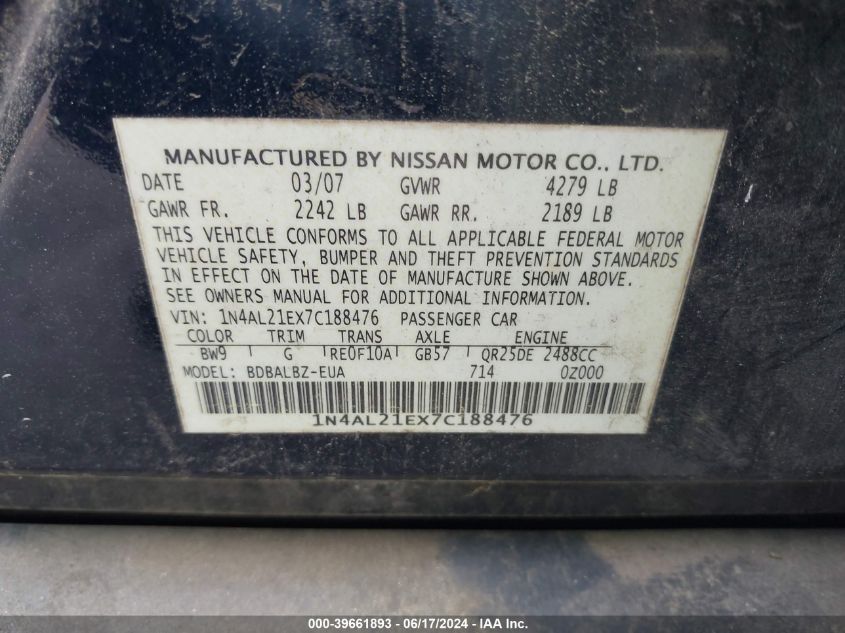 MANUFACTURED BY NISSAN MOTOR CO., LTD.
DATE 03/07 GVWR 4279 LB
GAWR FR. 2242 LB GAWR RR. 2189 LB
THIS VEHICLE CONFORMS TO ALL APPLICABLE FEDERAL MOTOR
VEHICLE SAFETY, BUMPER AND THEFT PREVENTION STANDARDS
IN EFFECT ON THE DATE OF MANUFACTURE SHOWN ABOVE.
SEE OWNERS MANUAL FOR ADDITIONAL INFORMATION.
VIN: 1N4AL21EX7C188476 PASSENGER CAR
COLOR TRIM TRANS AXLE ENGINE
BW9 G RE0F10A GB57 QR25DE 2488CC
MODEL: BDBALBZ-EUA 714 0Z000
1N4AL21EX7C188476
000-39661893 - 06/17/2024 - IAAI Inc.